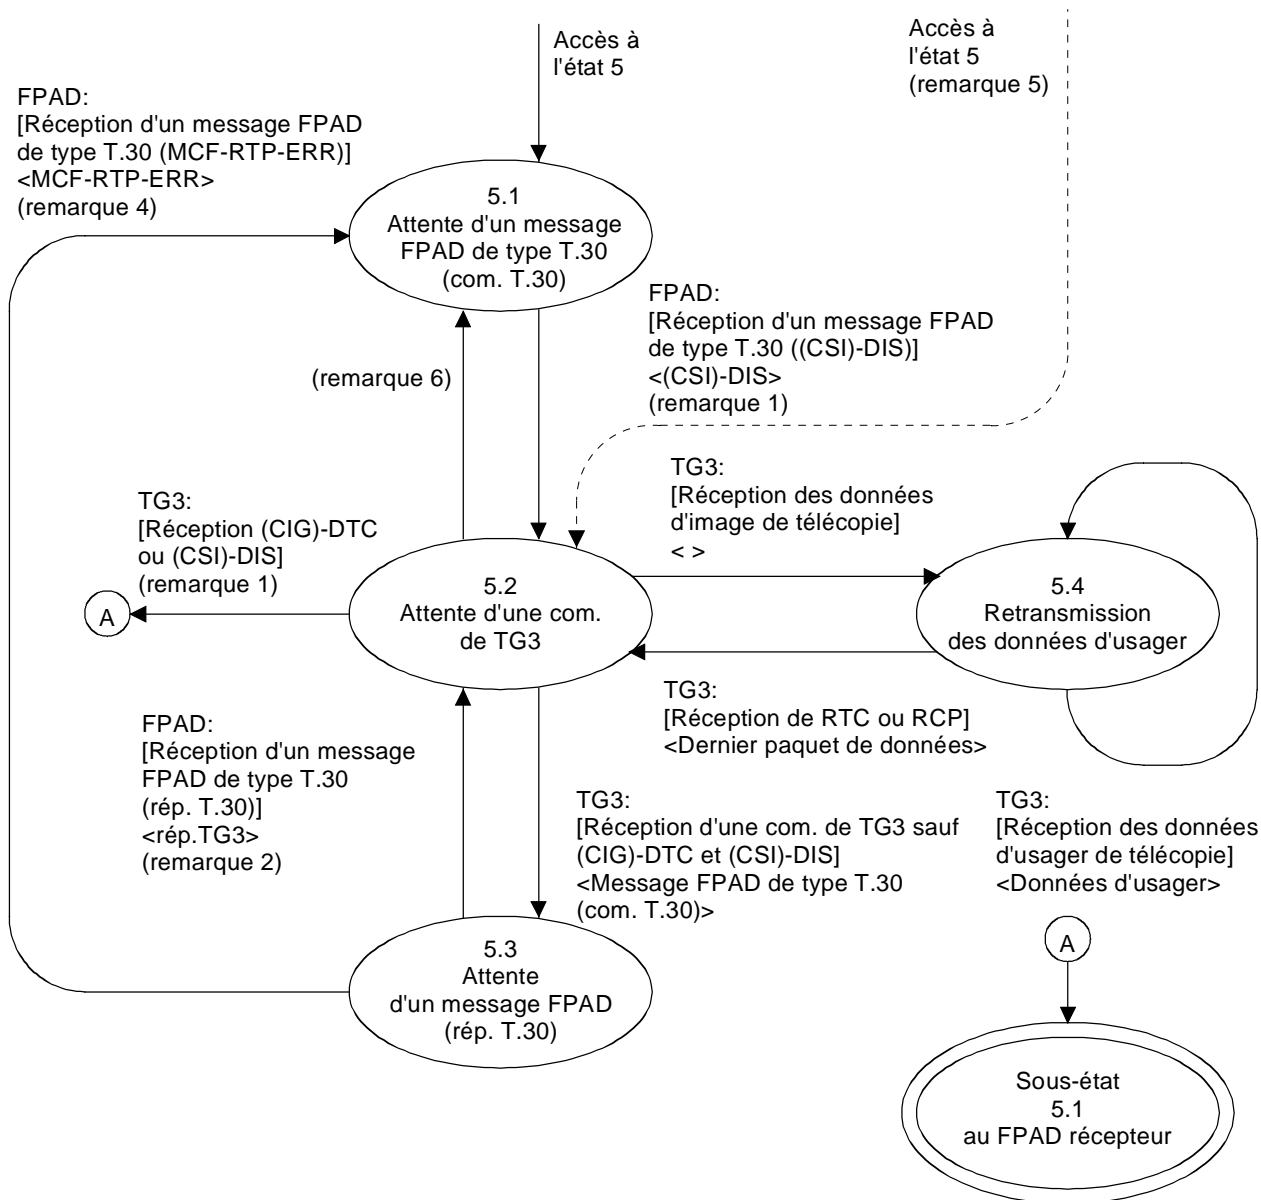 Accès à
l'état 5
Accès à
l'état 5
(remarque 5)
FPAD:
[Réception d'un message FPAD
de type T.30 (MCF-RTP-ERR)]
<MCF-RTP-ERR>
(remarque 4)
5.1
Attente d'un message
FPAD de type T.30
(com. T.30)
FPAD:
[Réception d'un message FPAD
de type T.30 ((CSI)-DIS)]
<(CSI)-DIS>
(remarque 1)
(remarque 6)
TG3:
[Réception des données
d'image de télécopie]
< >
TG3:
[Réception (CIG)-DTC
ou (CSI)-DIS]
(remarque 1)
A
5.2
Attente d'une com.
de TG3
5.4
Retransmission
des données d'usager
TG3:
[Réception de RTC ou RCP]
<Dernier paquet de données>
FPAD:
[Réception d'un message
FPAD de type T.30
(rép. T.30)]
<rép.TG3>
(remarque 2)
TG3:
[Réception d'une com. de TG3 sauf
(CIG)-DTC et (CSI)-DIS]
<Message FPAD de type T.30
(com. T.30)>
TG3:
[Réception des données
d'usager de télécopie]
<Données d'usager>
5.3
Attente
d'un message FPAD
(rép. T.30)
A
Sous-état
5.1
au FPAD récepteur